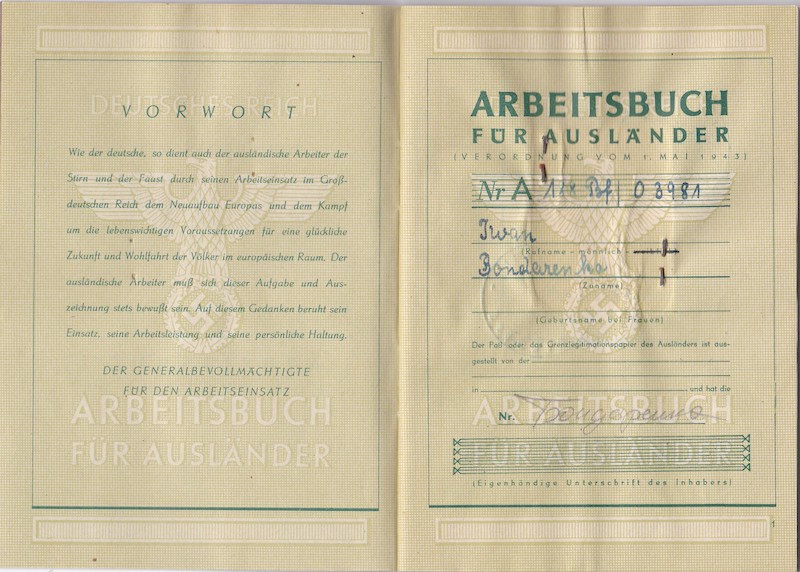 DEUTSCHES REICH
VORWORT
Wie der deutsche, so dient auch der ausländische Arbeiter der
Stirn und der Faust durch seinen Arbeitseinsatz im Groß-
deutschen Reich dem Neuaufbau Europas und dem Kampf
um die lebenswichtigen Voraussetzungen für eine glückliche
Zukunft und Wohlfahrt der Völker im europäischen Raum. Der
ausländische Arbeiter muß sich dieser Aufgabe und Aus-
zeichnung stets bewußt sein. Auf diesem Gedanken beruht sein
Einsatz, seine Arbeitsleistung und seine persönliche Haltung.
DER GENERALBEVOLLMÄCHTIGTE
FÜR DEN ARBEITSEINSATZ
ARBEITSBUCH
FÜR AUSLÄNDER
ARBEITSBUCH
FÜR AUSLÄNDER
(VERORDNUNG VOM 1. MAI 1943)
Nr A / 03981
Iwan
(Rufname – männlich –
Bondarenko
(Zuname)
(Geburtsname bei Frauen)
Der Paß oder das Grenzlegitimationspapier des Ausländers ist aus-
gestellt von der
in und hat die
ARBEITSBUCH
Nr. Бондаренко
FÜR AUSLÄNDER
(Eigenhändige Unterschrift des Inhabers)
1